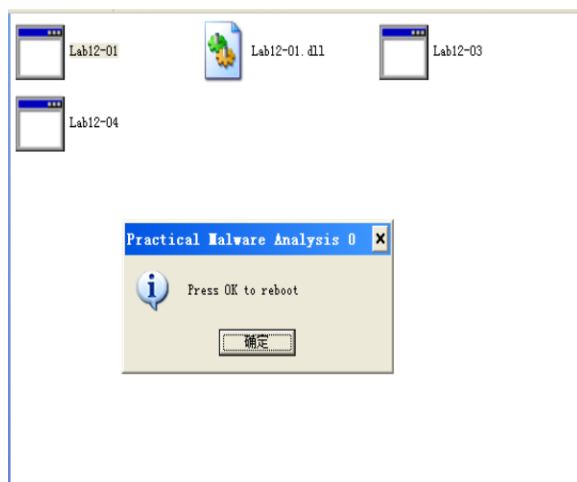 Lab12-01
Lab12-01.dll
Lab12-03
Lab12-04
Practical Malware Analysis 0
Press OK to reboot
确定